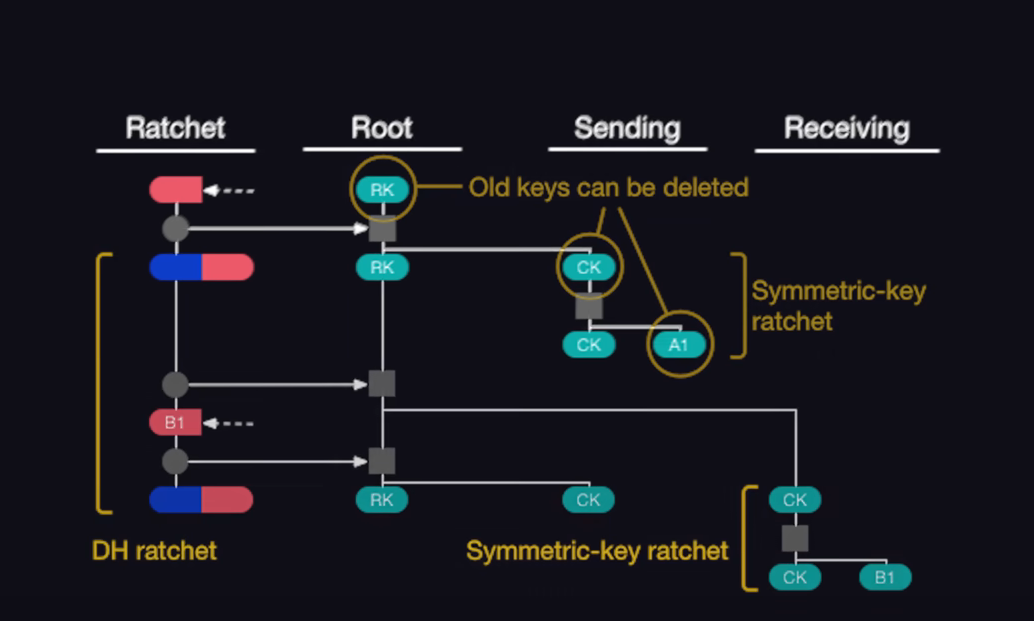 Ratchet
Root
Sending
Receiving
RK
Old keys can be deleted
RK
CK
Symmetric-key
ratchet
CK
A1
B1
RK
CK
CK
DH ratchet
Symmetric-key ratchet
CK
B1